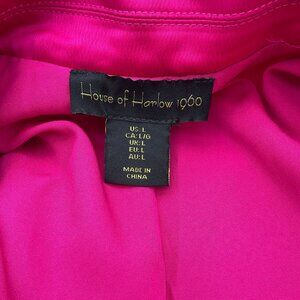 House of Harlow 1960
US: L
CA: L/G
UK: L
EU: L
AU: L
MADE IN
CHINA